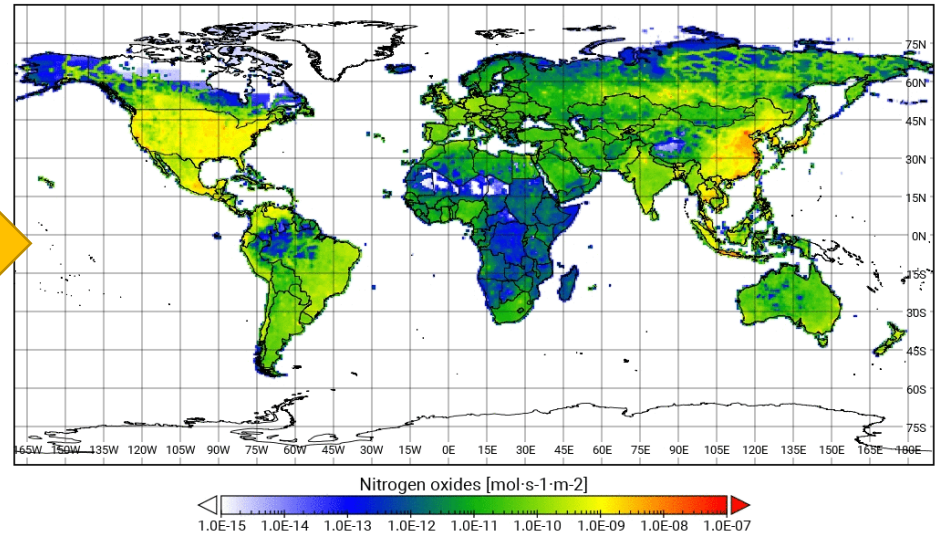 75N
60N
45N
30N
15N
0N
15S
30S
45S
60S
75S
165W 150W 135W 120W 105W 90W 75W 60W 45W 30W 15W 0E 15E 30E 45E 60E 75E 90E 105E 120E 135E 150E 165E 180E
Nitrogen oxides [mol·s-1·m-2]
1.0E-15 1.0E-14 1.0E-13 1.0E-12 1.0E-11 1.0E-10 1.0E-09 1.0E-08 1.0E-07